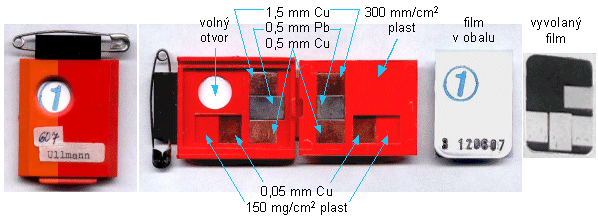 volný
otvor
1,5 mm Cu
0,5 mm Pb
0,5 mm Cu
300 mm/cm²
plast
film
v obalu
vyvolaný
film
1
607
Ullmann
1
3 120607
0,05 mm Cu
150 mg/cm² plast